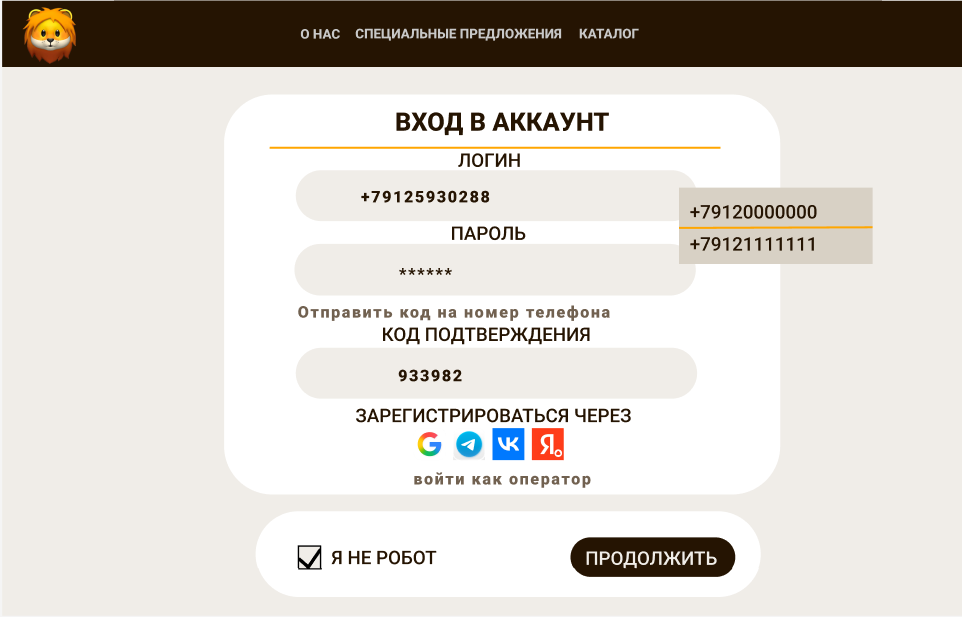 О НАС СПЕЦИАЛЬНЫЕ ПРЕДЛОЖЕНИЯ КАТАЛОГ
ВХОД В АККАУНТ
ЛОГИН
+79125930288
+79120000000
+79121111111
ПАРОЛЬ
******
Отправить код на номер телефона
КОД ПОДТВЕРЖДЕНИЯ
933982
ЗАРЕГИСТРИРОВАТЬСЯ ЧЕРЕЗ
войти как оператор
Я НЕ РОБОТ
ПРОДОЛЖИТЬ